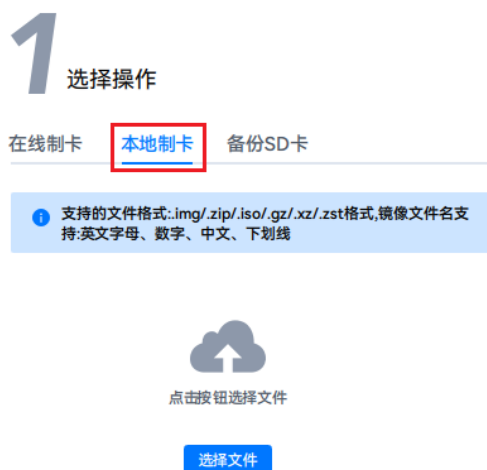 1
选择操作
在线制卡 本地制卡 备份SD卡
支持的文件格式:.img/.zip/.iso/.gz/.xz/.zst格式,镜像文件名支
持:英文字母、数字、中文、下划线
点击按钮选择文件
选择文件